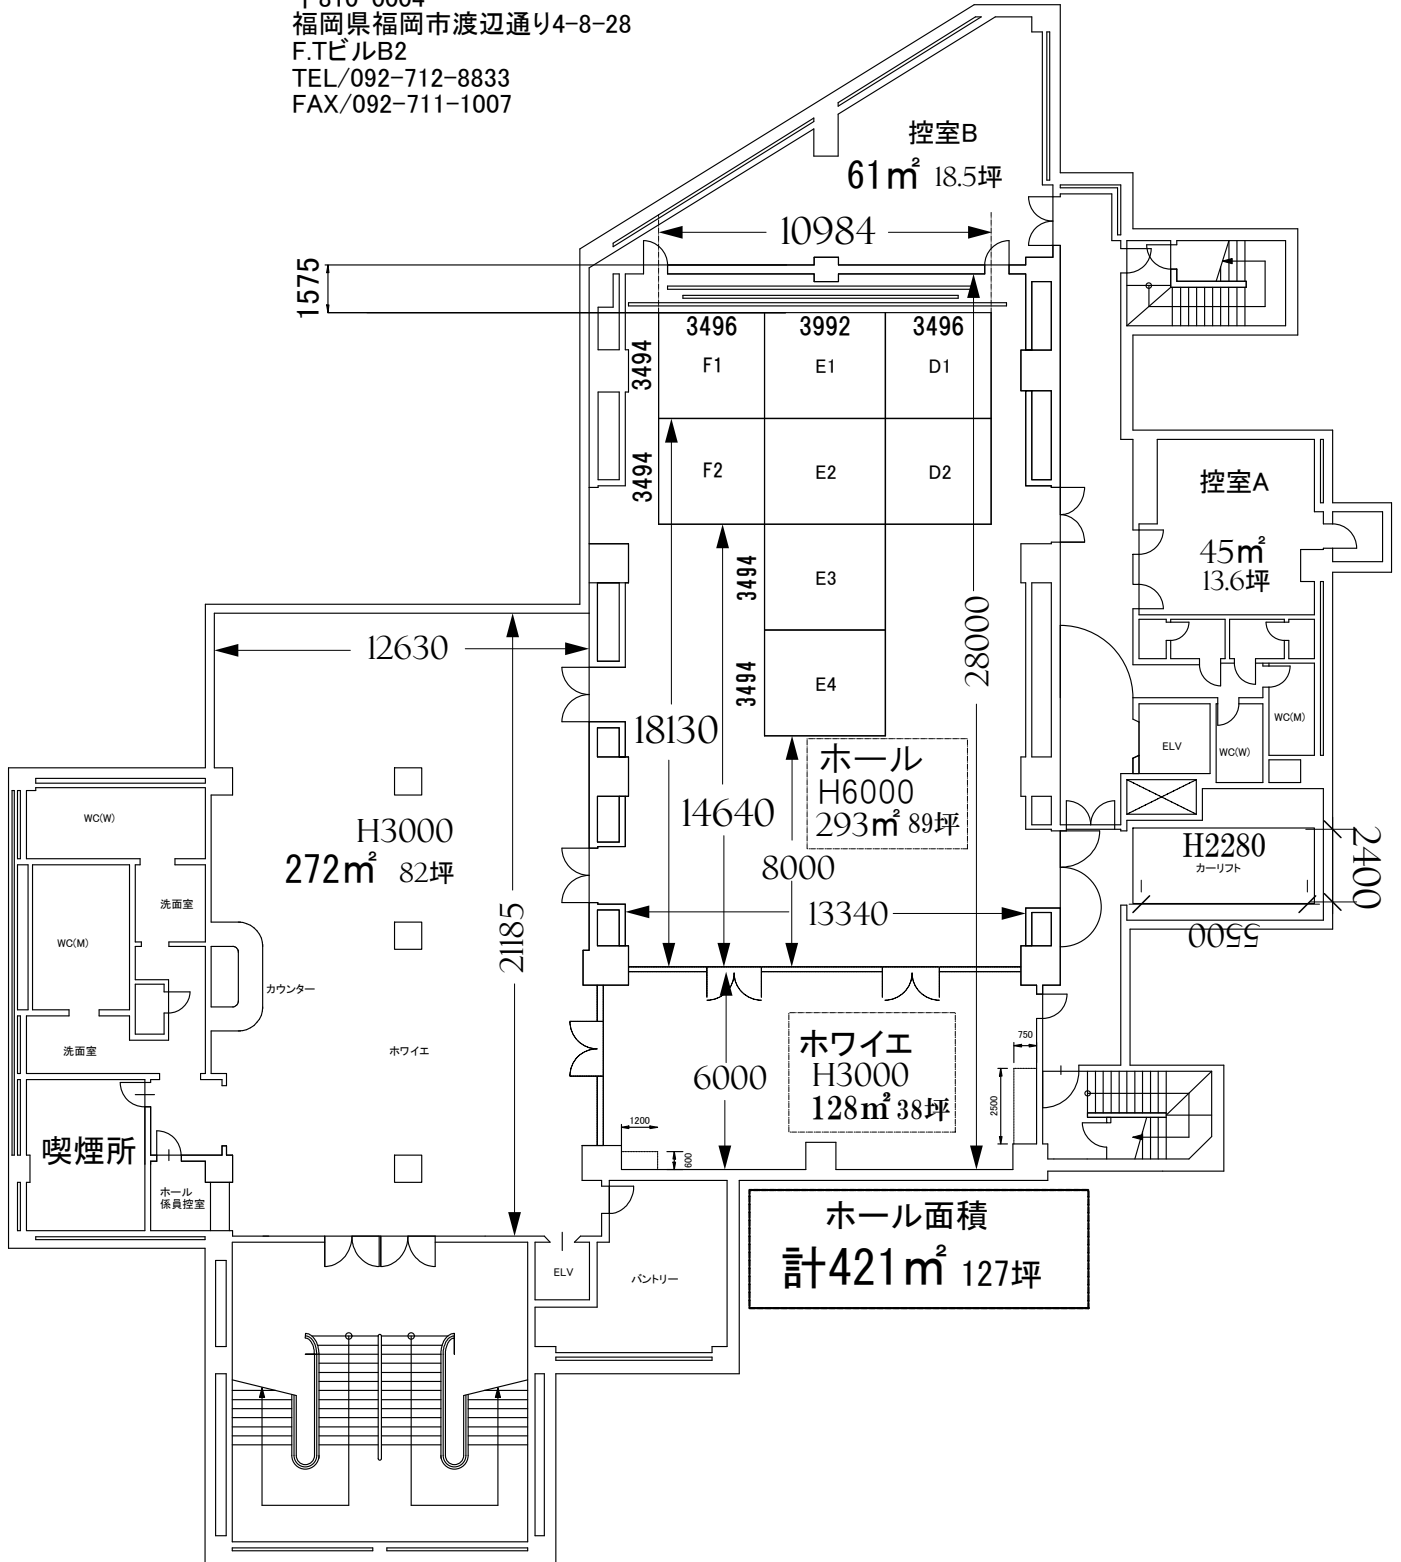 〒810-0004
福岡県福岡市渡辺通り4-8-28
F.TビルB2
TEL/092-712-8833
FAX/092-711-1007
控室B
61㎡ 18.5坪
10984
1575
3496 3992 3496
3494
F1 E1 D1
3494
F2 E2 D2
控室A
45㎡
13.6坪
3494
E3
28000
12630
3494
E4
18130
WC(M)
ELV
WC(W)
ホール
H6000
293㎡ 89坪
14640
8000
13340
H3000
272㎡ 82坪
21185
WC(W)
洗面室
WC(M)
カウンター
洗面室
ホワイエ
H2280
カーリフト
2400
5500
ホワイエ
H3000
128㎡ 38坪
6000
750
2500
1200
600
喫煙所
ホール
係員控室
ELV
パントリー
ホール面積
計421㎡ 127坪